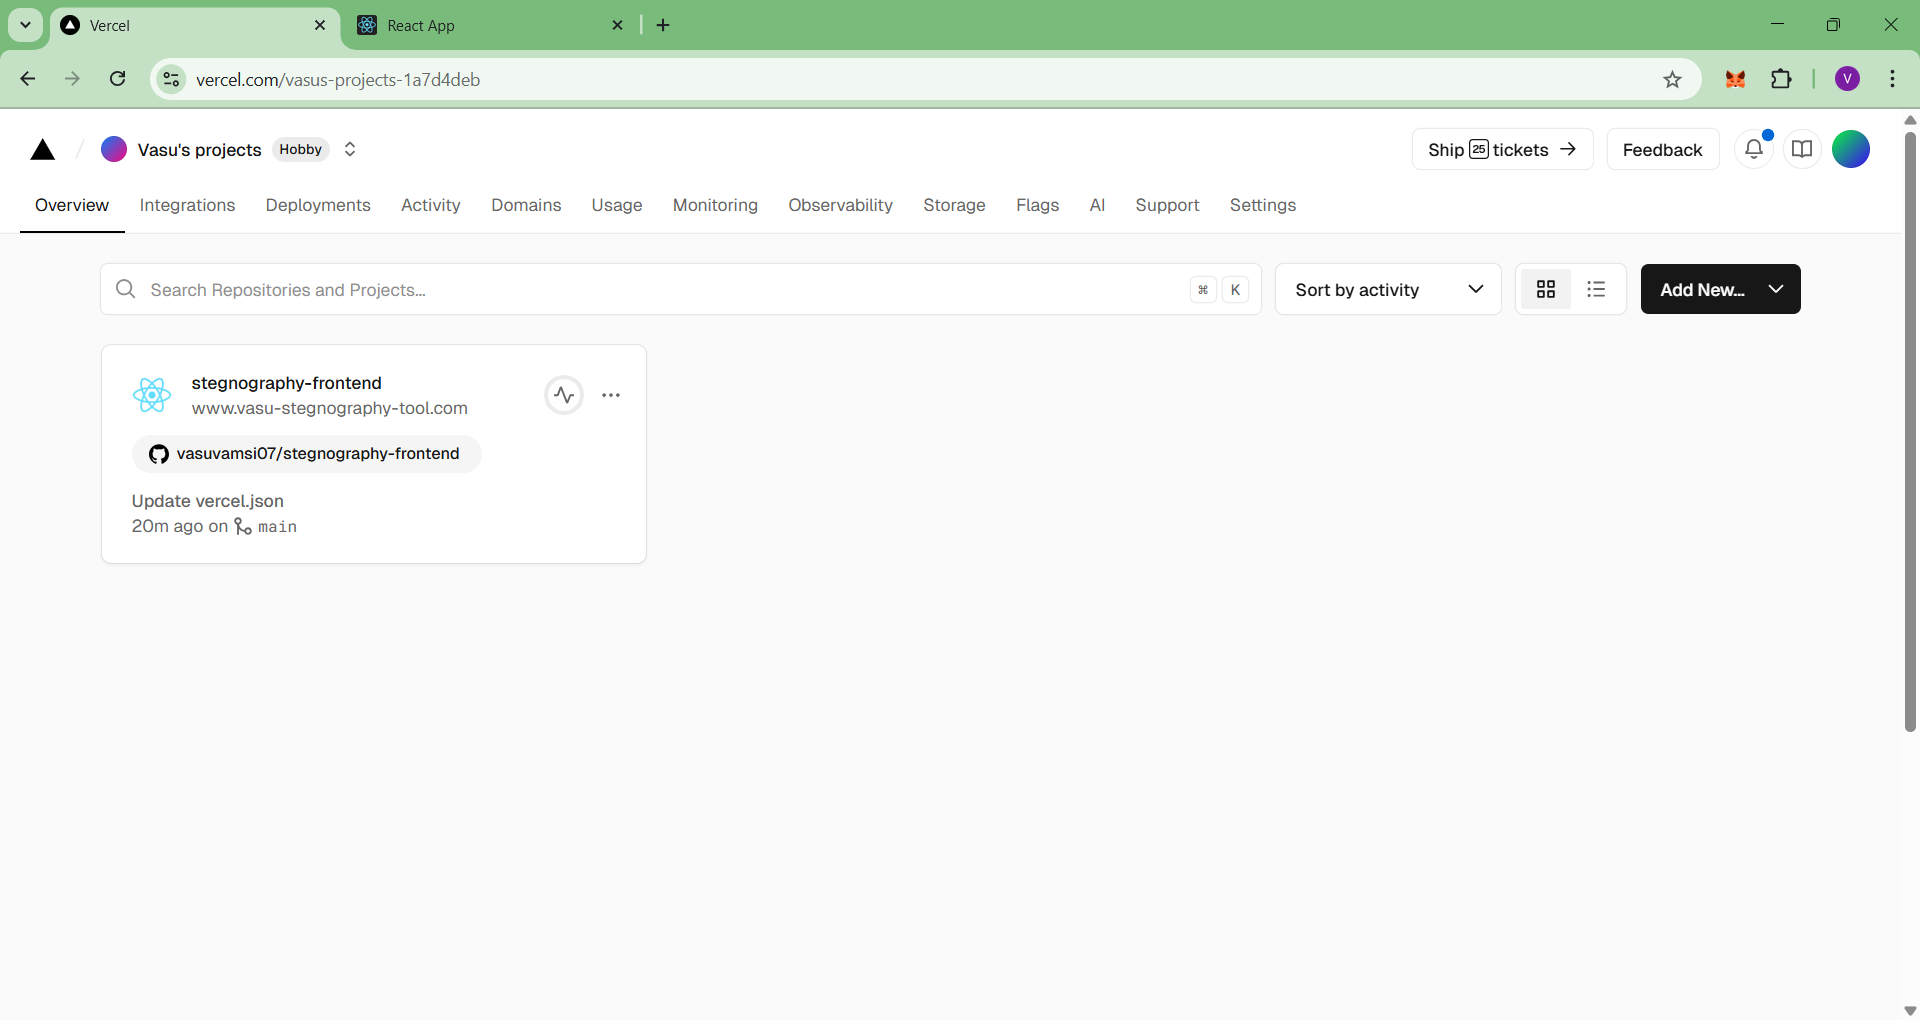 Vercel
React App
vercel.com/vasus-projects-1a7d4deb
V
Vasu's projects Hobby
Ship 25 tickets →
Feedback
Overview Integrations Deployments Activity Domains Usage Monitoring Observability Storage Flags AI Support Settings
Search Repositories and Projects... ⌘ K
Sort by activity
Add New...
stegnography-frontend
www.vasu-stegnography-tool.com
vasuvamsi07/stegnography-frontend
Update vercel.json
20m ago on main